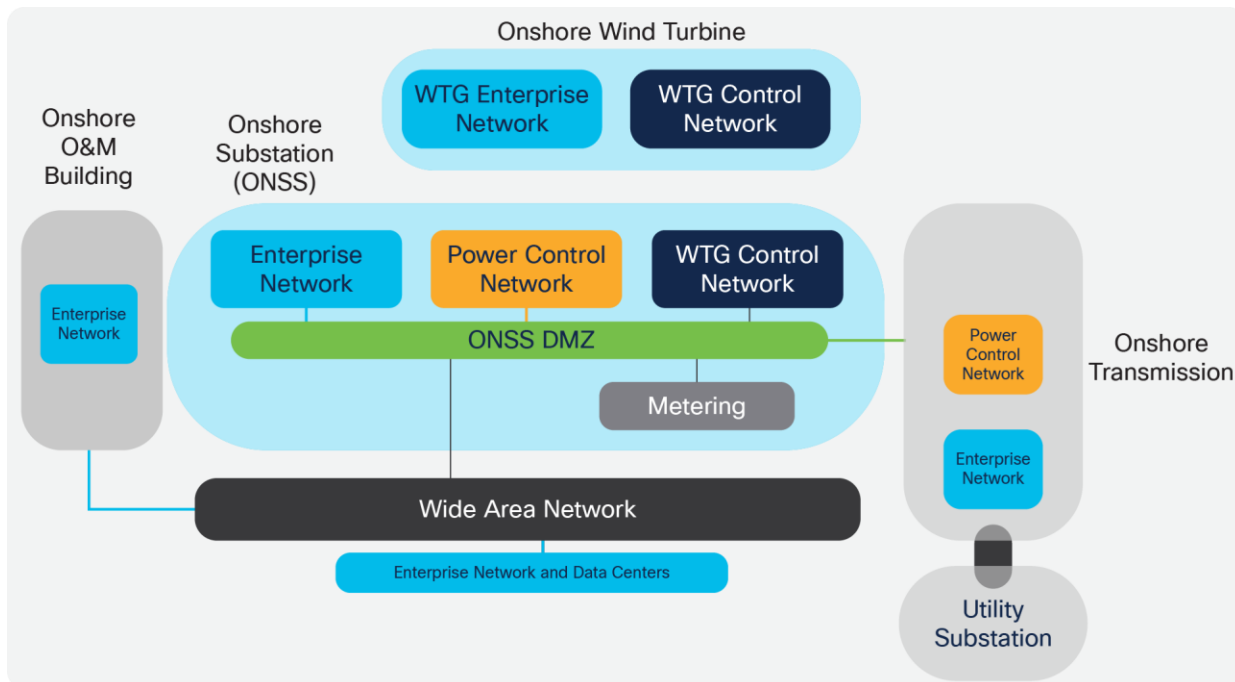 Onshore Wind Turbine
WTG Enterprise
Network
WTG Control
Network
Onshore
O&M
Building
Onshore
Substation
(ONSS)
Enterprise
Network
Power Control
Network
WTG Control
Network
Enterprise
Network
ONSS DMZ
Metering
Power
Control
Network
Onshore
Transmission
Enterprise
Network
Wide Area Network
Enterprise Network and Data Centers
Utility
Substation